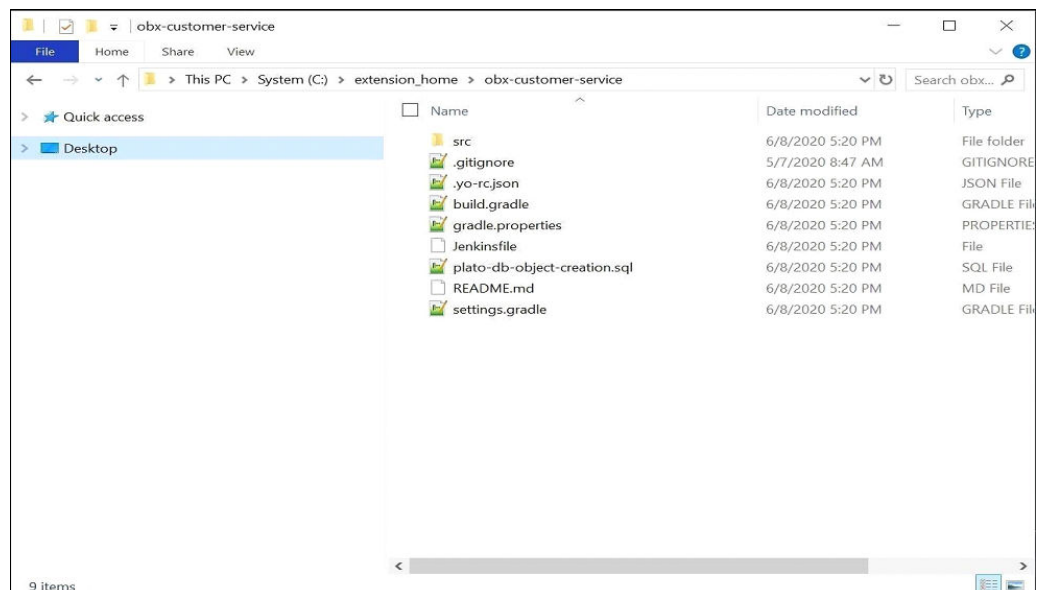 obx-customer-service
File Home Share View
This PC > System (C:) > extension_home > obx-customer-service Search obx...
Quick access
Desktop
Name Date modified Type
src 6/8/2020 5:20 PM File folder
.gitignore 5/7/2020 8:47 AM GITIGNORE
.yo-rc.json 6/8/2020 5:20 PM JSON File
build.gradle 6/8/2020 5:20 PM GRADLE File
gradle.properties 6/8/2020 5:20 PM PROPERTIES
Jenkinsfile 6/8/2020 5:20 PM File
plato-db-object-creation.sql 6/8/2020 5:20 PM SQL File
README.md 6/8/2020 5:20 PM MD File
settings.gradle 6/8/2020 5:20 PM GRADLE File
9 items